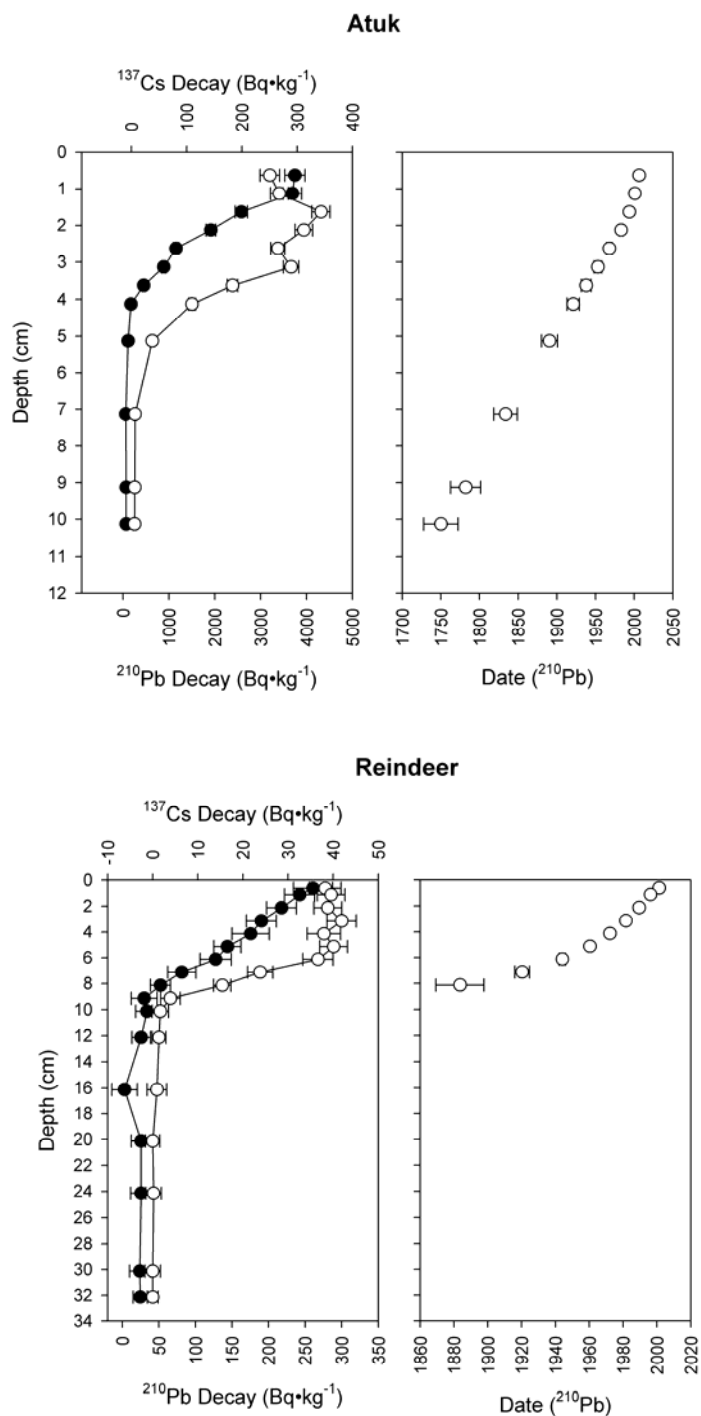 Atuk
¹³⁷Cs Decay (Bq•kg⁻¹)
0 100 200 300 400
0
1
2
3
4
5
6
7
8
9
10
11
12
Depth (cm)
0 1000 2000 3000 4000 5000
²¹⁰Pb Decay (Bq•kg⁻¹)
1700 1750 1800 1850 1900 1950 2000 2050
Date (²¹⁰Pb)
Reindeer
¹³⁷Cs Decay (Bq•kg⁻¹)
-10 0 10 20 30 40 50
0
2
4
6
8
10
12
14
16
18
20
22
24
26
28
30
32
34
Depth (cm)
0 50 100 150 200 250 300 350
²¹⁰Pb Decay (Bq•kg⁻¹)
1860 1880 1900 1920 1940 1960 1980 2000 2020
Date (²¹⁰Pb)